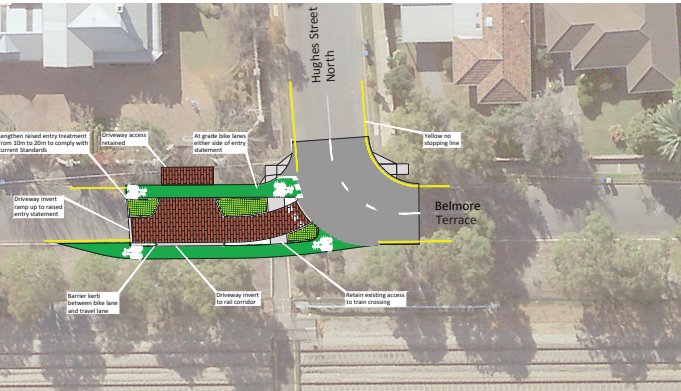 Hughes Street
North
Lengthen raised entry treatment
from 10m to 20m to comply with
current Standards
Driveway access
retained
At grade bike lanes
either side of entry
statement
Yellow no
stopping line
Driveway invert
ramp up to raised
entry statement
Belmore
Terrace
Barrier kerb
between bike lane
and travel lane
Driveway invert
to rail corridor
Retain existing access
to train crossing